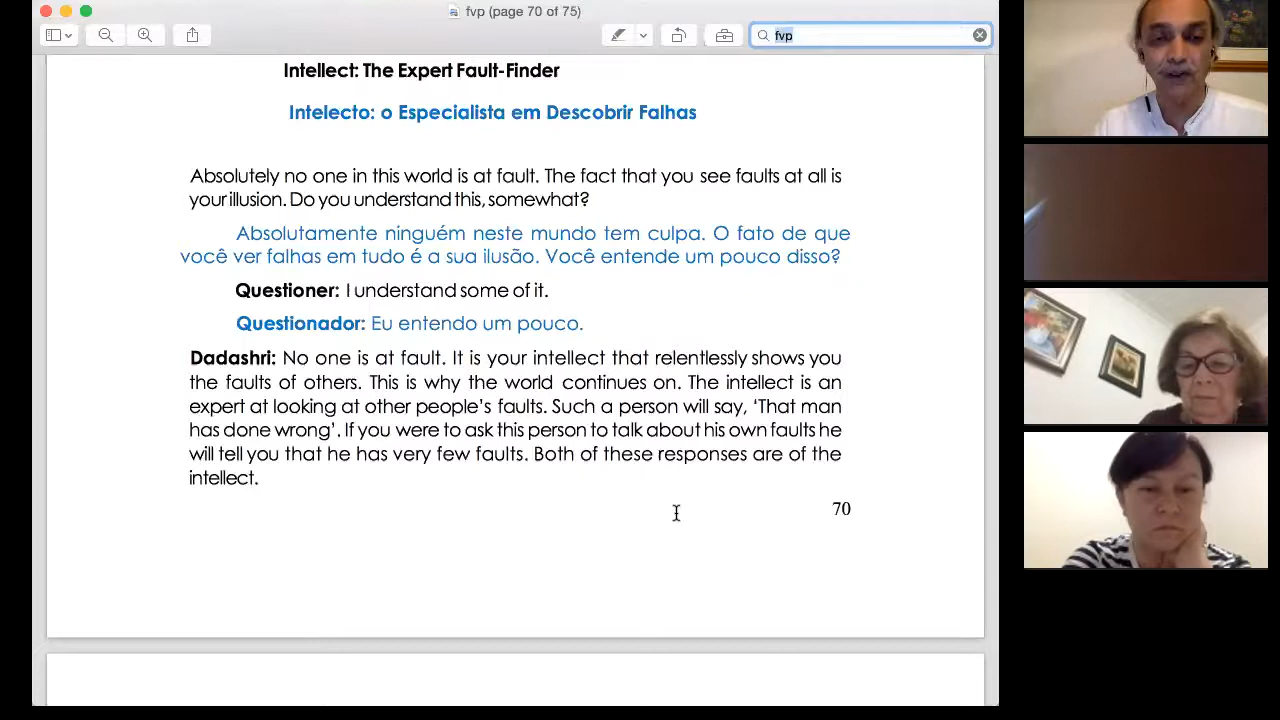 fvp (page 70 of 75)
fvp
Intellect: The Expert Fault-Finder
Intelecto: o Especialista em Descobrir Falhas
Absolutely no one in this world is at fault. The fact that you see faults at all is
your illusion. Do you understand this, somewhat?
Absolutamente ninguém neste mundo tem culpa. O fato de que
você ver falhas em tudo é a sua ilusão. Você entende um pouco disso?
Questioner: I understand some of it.
Questionador: Eu entendo um pouco.
Dadashri: No one is at fault. It is your intellect that relentlessly shows you
the faults of others. This is why the world continues on. The intellect is an
expert at looking at other people’s faults. Such a person will say, ‘That man
has done wrong’. If you were to ask this person to talk about his own faults he
will tell you that he has very few faults. Both of these responses are of the
intellect.
70